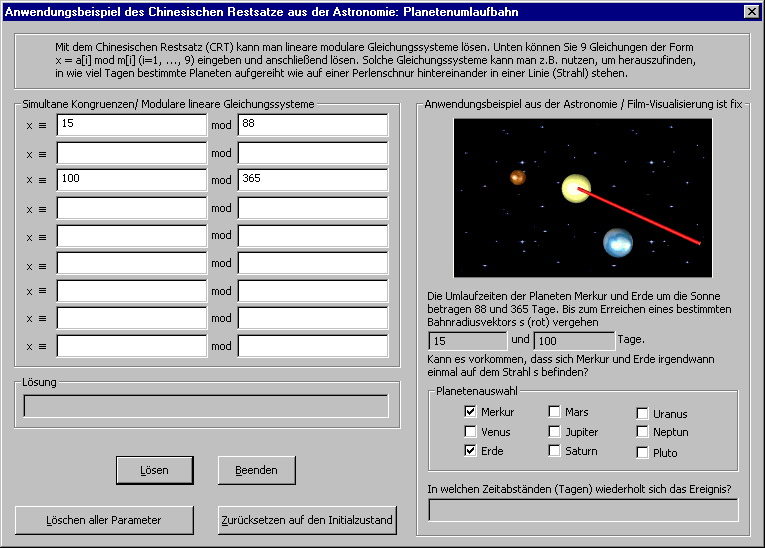 Anwendungsbeispiel des Chinesischen Restsatze aus der Astronomie: Planetenumlaufbahn
Mit dem Chinesischen Restsatz (CRT) kann man lineare modulare Gleichungssysteme lösen. Unten können Sie 9 Gleichungen der Form
x = a[i] mod m[i] (i=1, ..., 9) eingeben und anschließend lösen. Solche Gleichungssysteme kann man z.B. nutzen, um herauszufinden,
in wie viel Tagen bestimmte Planeten aufgereiht wie auf einer Perlenschnur hintereinander in einer Linie (Strahl) stehen.
Simultane Kongruenzen/ Modulare lineare Gleichungssysteme
x ≡ 15 mod 88
x ≡ mod
x ≡ 100 mod 365
x ≡ mod
x ≡ mod
x ≡ mod
x ≡ mod
x ≡ mod
x ≡ mod
Lösung
Lösen Beenden
Löschen aller Parameter Zurücksetzen auf den Initialzustand
Anwendungsbeispiel aus der Astronomie / Film-Visualisierung ist fix
Die Umlaufzeiten der Planeten Merkur und Erde um die Sonne
betragen 88 und 365 Tage. Bis zum Erreichen eines bestimmten
Bahnradiusvektors s (rot) vergehen
15 und 100 Tage.
Kann es vorkommen, dass sich Merkur und Erde irgendwann
einmal auf dem Strahl s befinden?
Planetenauswahl
Merkur Mars Uranus
Venus Jupiter Neptun
Erde Saturn Pluto
In welchen Zeitabständen (Tagen) wiederholt sich das Ereignis?